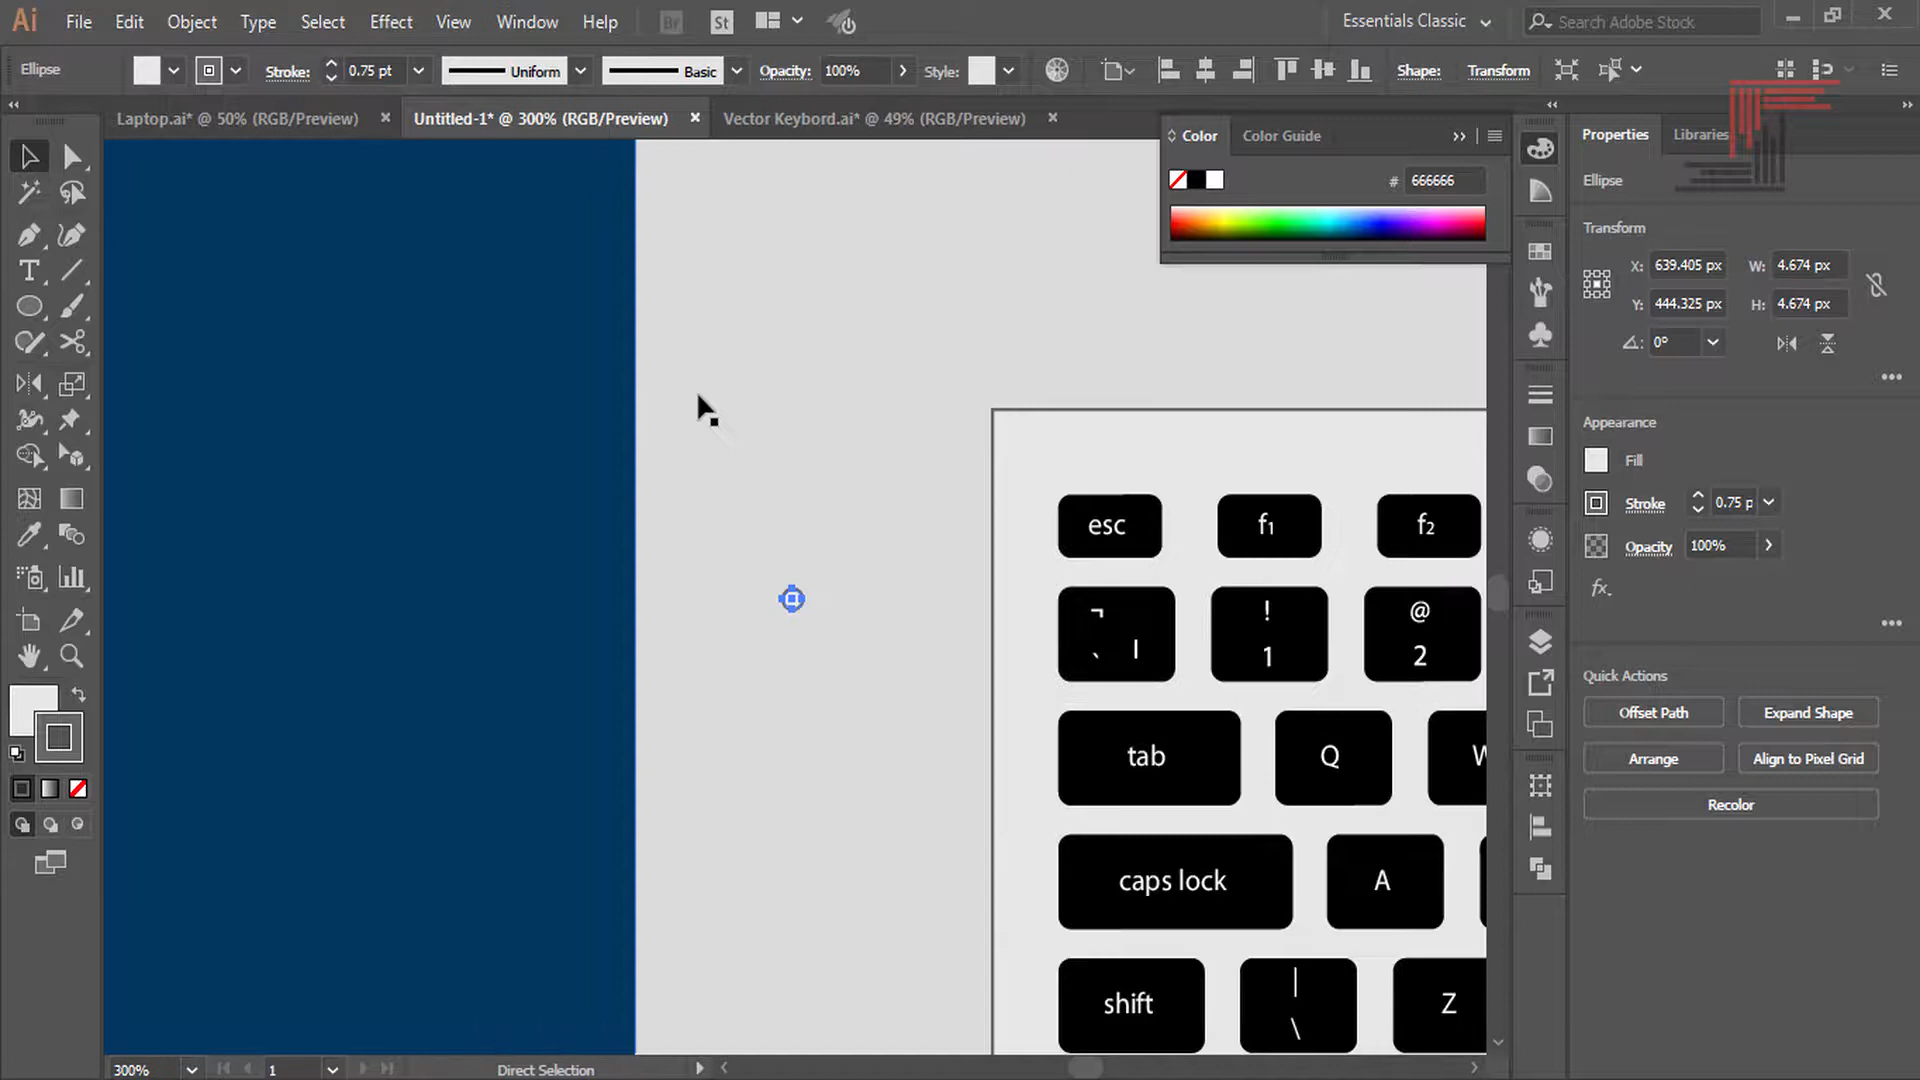 Ai File Edit Object Type Select Effect View Window Help Br St Essentials Classic Search Adobe Stock
Ellipse Stroke: 0.75 pt Uniform Basic Opacity: 100% Style: Shape: Transform
Laptop.ai* @ 50% (RGB/Preview) × Untitled-1* @ 300% (RGB/Preview) × Vector Keybord.ai* @ 49% (RGB/Preview) ×
Color Color Guide
# 666666
Properties Libraries
Ellipse
Transform
X: 639.405 px W: 4.674 px
Y: 444.325 px H: 4.674 px
0°
Appearance
Fill
Stroke 0.75 p
Opacity 100%
fx.
Quick Actions
Offset Path Expand Shape
Arrange Align to Pixel Grid
Recolor
esc f1 f2
¬ ! @
` | 1 2
tab Q W
caps lock A
shift | Z
\
300% 1 Direct Selection